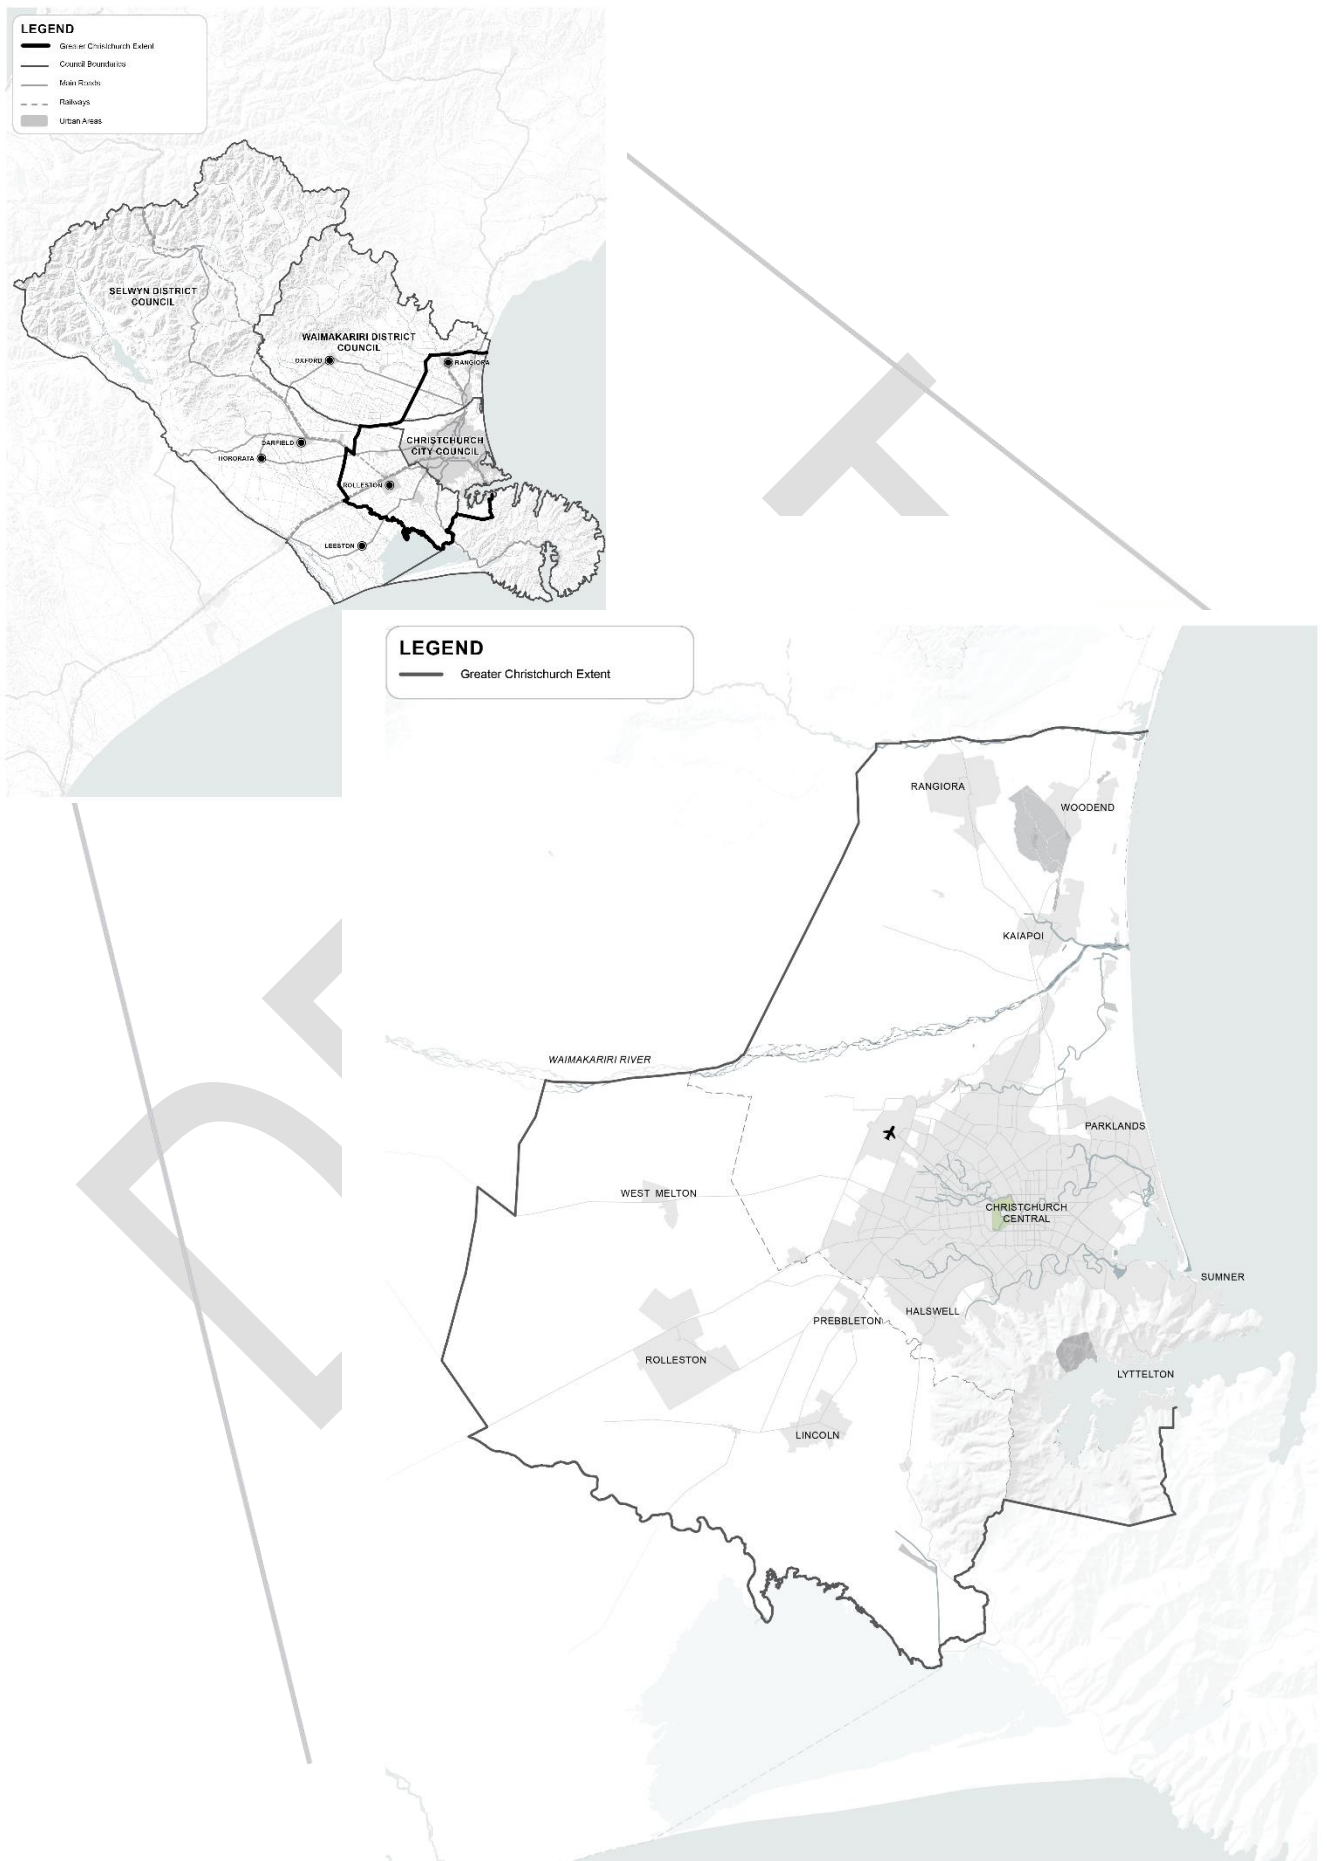 LEGEND
Greater Christchurch Extent
Council Boundaries
Main Roads
Railways
Urban Areas
SELWYN DISTRICT
COUNCIL
WAIMAKARIRI DISTRICT
COUNCIL
OXFORD
RANGIORA
CHRISTCHURCH
CITY COUNCIL
DARFIELD
HORORATA
ROLLESTON
LEESTON
LEGEND
Greater Christchurch Extent
RANGIORA
WOODEND
KAIAPOI
WAIMAKARIRI RIVER
PARKLANDS
WEST MELTON
CHRISTCHURCH
CENTRAL
SUMNER
HALSWELL
PREBBLETON
ROLLESTON
LYTTELTON
LINCOLN